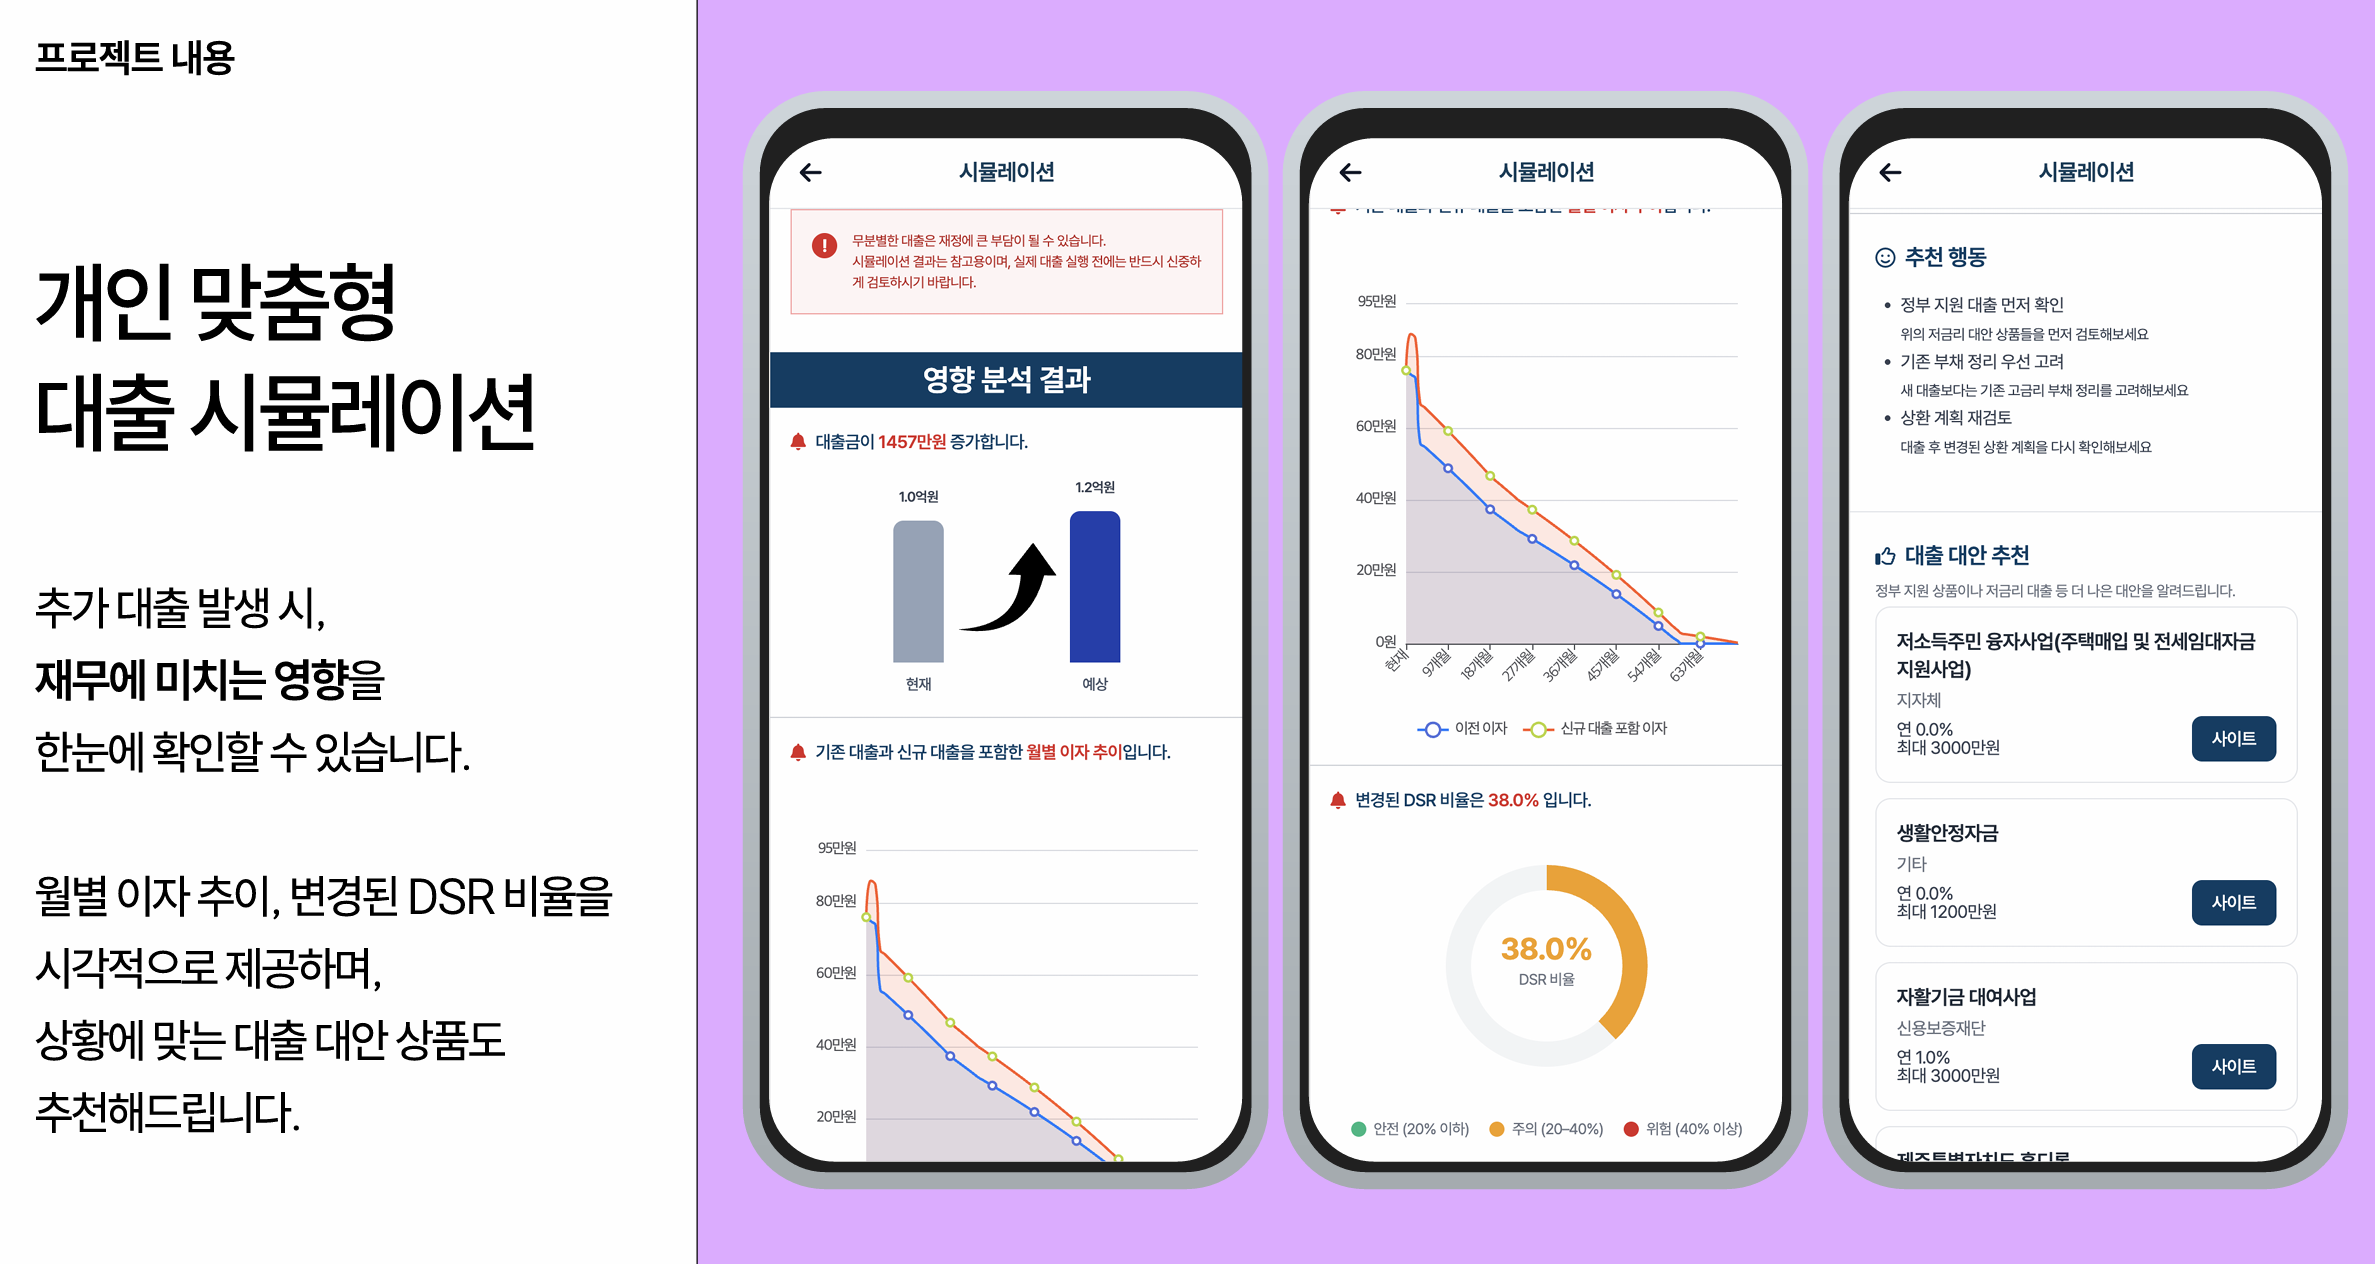 프로젝트 내용
개인 맞춤형
대출 시뮬레이션
추가 대출 발생 시,
재무에 미치는 영향을
한눈에 확인할 수 있습니다.
월별 이자 추이, 변경된 DSR 비율을
시각적으로 제공하며,
상황에 맞는 대출 대안 상품도
추천해드립니다.
시뮬레이션
무분별한 대출은 재정에 큰 부담이 될 수 있습니다.
시뮬레이션 결과는 참고용이며, 실제 대출 실행 전에는 반드시 신중하
게 검토하시기 바랍니다.
영향 분석 결과
대출금이 1457만원 증가합니다.
1.0억원
1.2억원
현재
예상
기존 대출과 신규 대출을 포함한 월별 이자 추이입니다.
95만원
80만원
60만원
40만원
20만원
시뮬레이션
95만원
80만원
60만원
40만원
20만원
0원
현재
9개월
18개월
27개월
36개월
45개월
54개월
63개월
이전 이자
신규 대출 포함 이자
변경된 DSR 비율은 38.0% 입니다.
38.0%
DSR 비율
안전 (20% 이하)
주의 (20–40%)
위험 (40% 이상)
시뮬레이션
추천 행동
• 정부 지원 대출 먼저 확인
위의 저금리 대안 상품들을 먼저 검토해보세요
• 기존 부채 정리 우선 고려
새 대출보다는 기존 고금리 부채 정리를 고려해보세요
• 상환 계획 재검토
대출 후 변경된 상환 계획을 다시 확인해보세요
대출 대안 추천
정부 지원 상품이나 저금리 대출 등 더 나은 대안을 알려드립니다.
저소득주민 융자사업(주택매입 및 전세임대자금
지원사업)
지자체
연 0.0%
최대 3000만원
사이트
생활안정자금
기타
연 0.0%
최대 1200만원
사이트
자활기금 대여사업
신용보증재단
연 1.0%
최대 3000만원
사이트